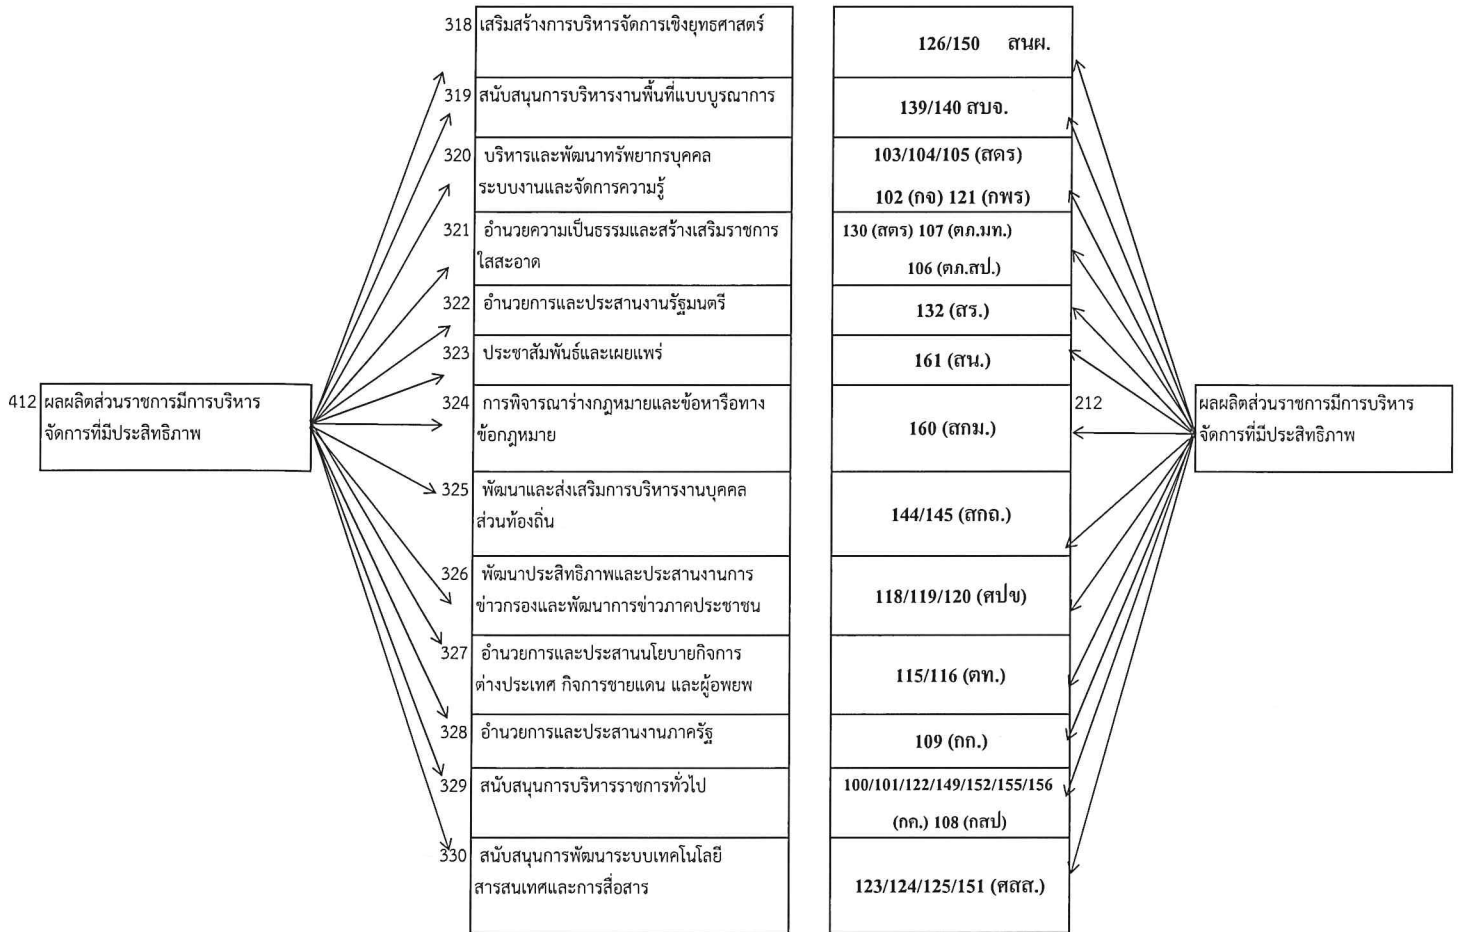 318 เสริมสร้างการบริหารจัดการเชิงยุทธศาสตร์
126/150 สนผ.
319 สนับสนุนการบริหารงานพื้นที่แบบบูรณาการ
139/140 สบจ.
320 บริหารและพัฒนาทรัพยากรบุคคล
ระบบงานและจัดการความรู้
103/104/105 (สดร)
102 (กจ) 121 (กพร)
321 อำนวยความเป็นธรรมและสร้างเสริมราชการ
ใสสะอาด
130 (สตร) 107 (ตภ.มท.)
106 (ตภ.สป.)
322 อำนวยการและประสานงานรัฐมนตรี
132 (สร.)
323 ประชาสัมพันธ์และเผยแพร่
161 (สน.)
412 ผลผลิตส่วนราชการมีการบริหาร
จัดการที่มีประสิทธิภาพ
324 การพิจารณาร่างกฎหมายและข้อหารือทาง
ข้อกฎหมาย
160 (สกม.)
212 ผลผลิตส่วนราชการมีการบริหาร
จัดการที่มีประสิทธิภาพ
325 พัฒนาและส่งเสริมการบริหารงานบุคคล
ส่วนท้องถิ่น
144/145 (สกถ.)
326 พัฒนาประสิทธิภาพและประสานงานการ
ข่าวกรองและพัฒนาการข่าวภาคประชาชน
118/119/120 (ศปข)
327 อำนวยการและประสานนโยบายกิจการ
ต่างประเทศ กิจการชายแดน และผู้อพยพ
115/116 (ตท.)
328 อำนวยการและประสานงานภาครัฐ
109 (กก.)
329 สนับสนุนการบริหารราชการทั่วไป
100/101/122/149/152/155/156
(กค.) 108 (กสป)
330 สนับสนุนการพัฒนาระบบเทคโนโลยี
สารสนเทศและการสื่อสาร
123/124/125/151 (ศสส.)